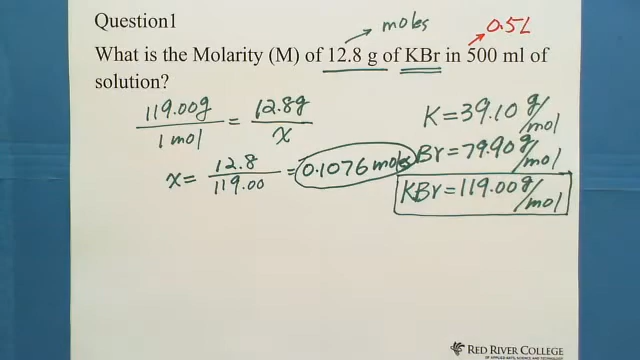 Question1
moles
0.5L
What is the Molarity (M) of 12.8 g of KBr in 500 ml of
solution?
119.00g / 1 mol = 12.8g / x
x = 12.8 / 119.00 = 0.1076 moles
K = 39.10 g/mol
Br = 79.90 g/mol
KBr = 119.00 g/mol
RED RIVER COLLEGE
OF APPLIED ARTS, SCIENCE AND TECHNOLOGY